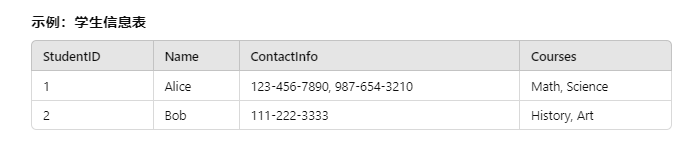 示例：学生信息表
StudentID Name ContactInfo Courses
1 Alice 123-456-7890, 987-654-3210 Math, Science
2 Bob 111-222-3333 History, Art